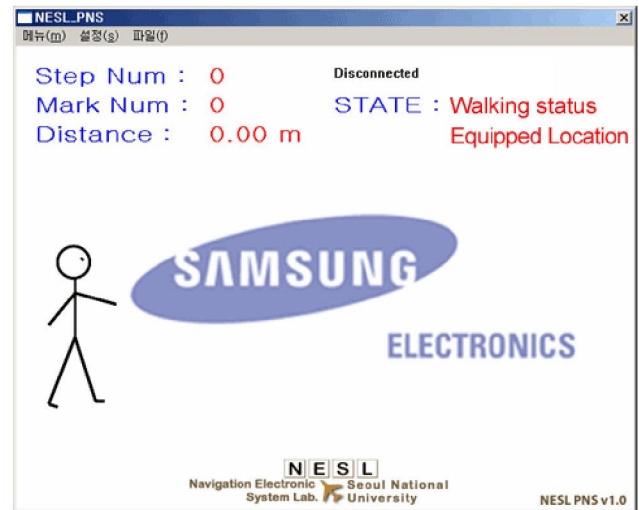 NESL_PNS
메뉴(m) 설정(s) 파일(f)
Step Num : 0
Mark Num : 0
Distance : 0.00 m
Disconnected
STATE : Walking status
Equipped Location
SAMSUNG
ELECTRONICS
NESL
Navigation Electronic Seoul National
System Lab. University
NESL PNS v1.0